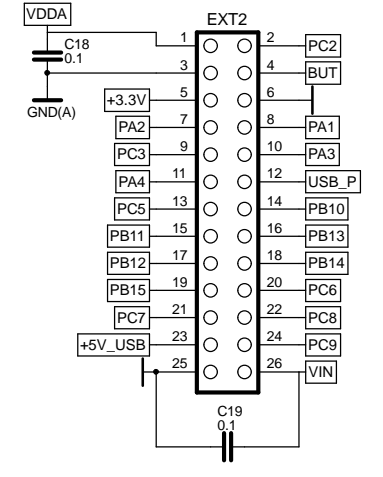 VDDA
EXT2
C18
0.1
GND(A)
1 2 PC2
3 4 BUT
+3.3V 5 6
PA2 7 8 PA1
PC3 9 10 PA3
PA4 11 12 USB_P
PC5 13 14 PB10
PB11 15 16 PB13
PB12 17 18 PB14
PB15 19 20 PC6
PC7 21 22 PC8
+5V_USB 23 24 PC9
25 26 VIN
C19
0.1